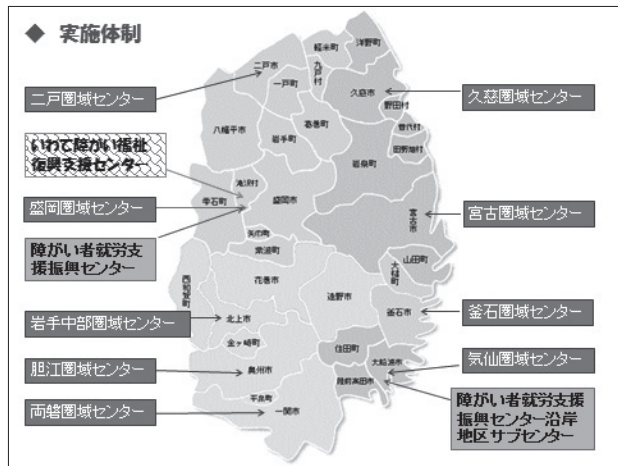 ◆ 実施体制
二戸圏域センター
いわて障がい福祉
復興支援センター
盛岡圏域センター
障がい者就労支
援振興センター
岩手中部圏域センター
胆江圏域センター
両磐圏域センター
久慈圏域センター
宮古圏域センター
釜石圏域センター
気仙圏域センター
障がい者就労支援
振興センター沿岸
地区サブセンター
洋野町
軽米町
二戸市
九戸村
一戸町
久慈市
野田村
普代村
田野畑村
八幡平市
岩手町
葛巻町
岩泉町
滝沢村
雫石町
盛岡市
宮古市
矢巾町
紫波町
山田町
大槌町
西和賀町
花巻市
遠野市
釜石市
北上市
金ヶ崎町
住田町
大船渡市
奥州市
陸前高田市
平泉町
一関市